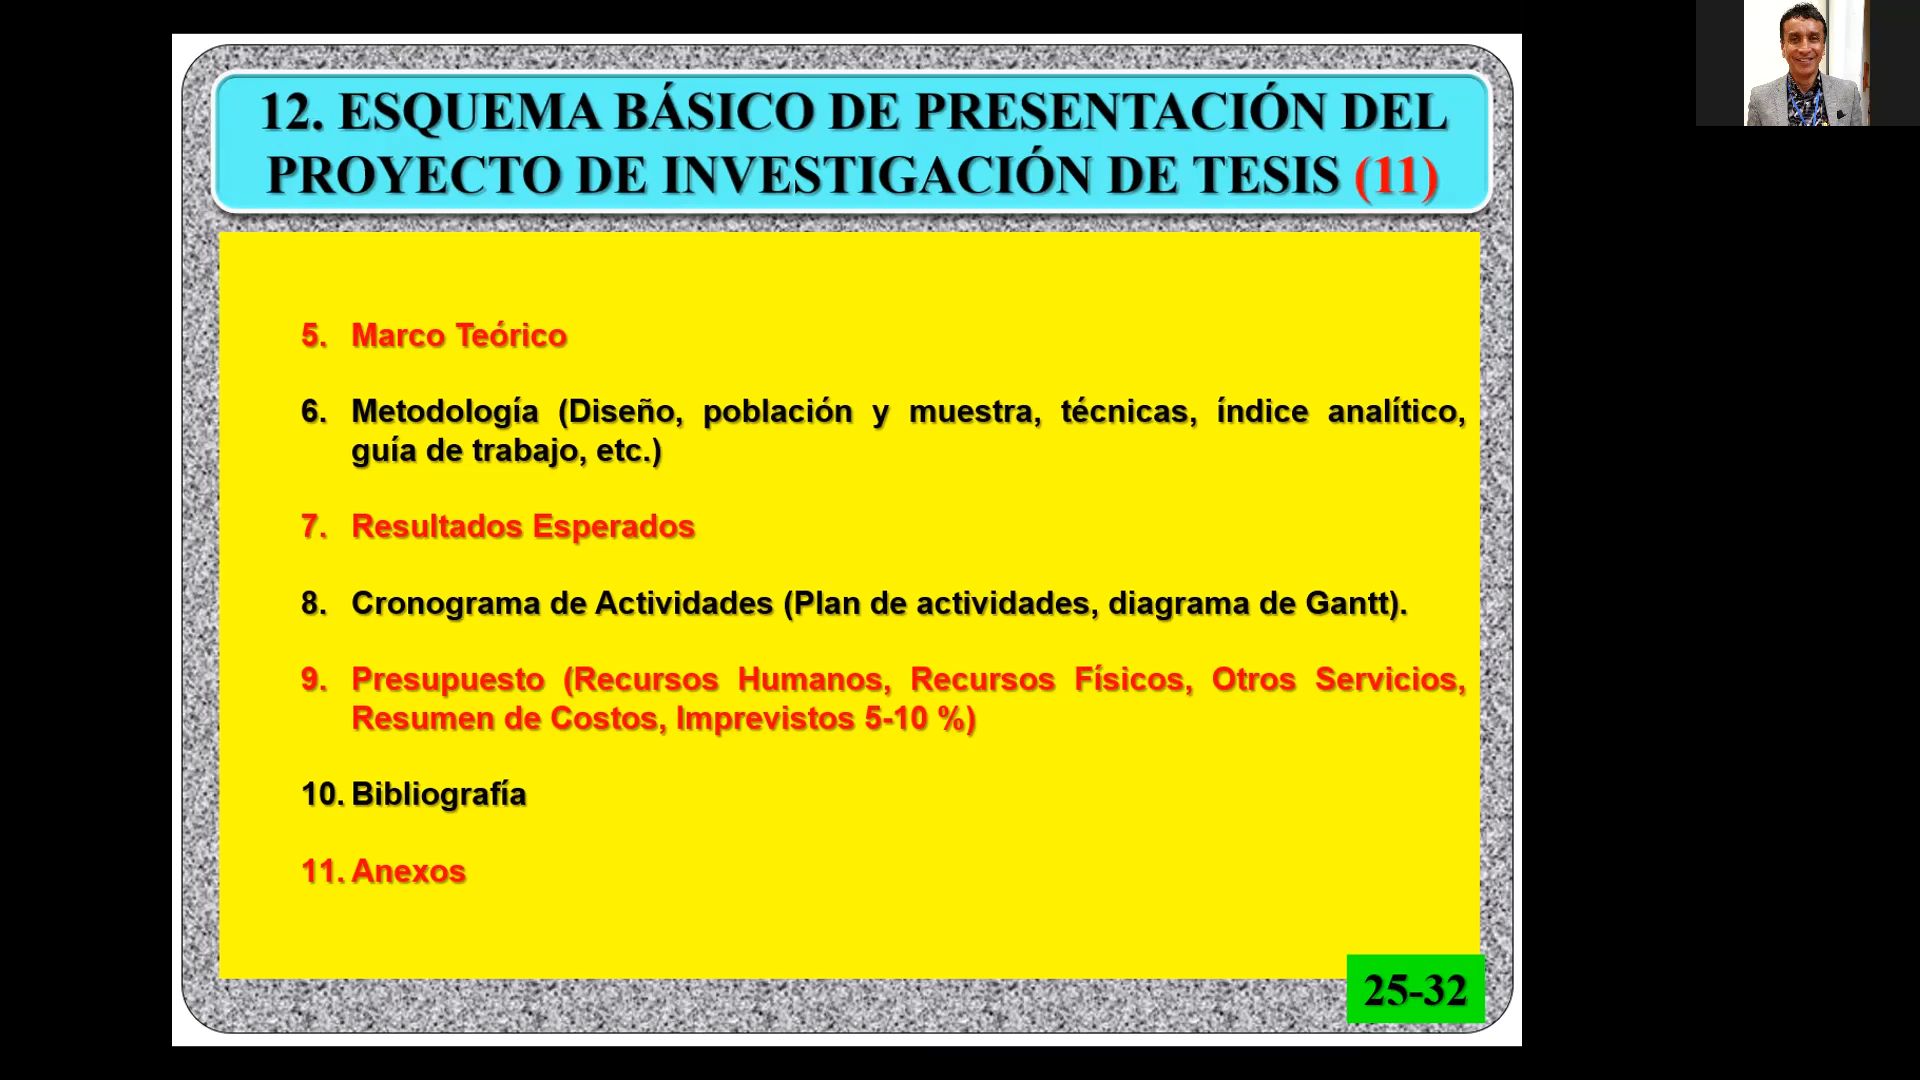 12. ESQUEMA BÁSICO DE PRESENTACIÓN DEL
PROYECTO DE INVESTIGACIÓN DE TESIS (11)
5. Marco Teórico
6. Metodología (Diseño, población y muestra, técnicas, índice analítico,
guía de trabajo, etc.)
7. Resultados Esperados
8. Cronograma de Actividades (Plan de actividades, diagrama de Gantt).
9. Presupuesto (Recursos Humanos, Recursos Físicos, Otros Servicios,
Resumen de Costos, Imprevistos 5-10 %)
10. Bibliografía
11. Anexos
25-32